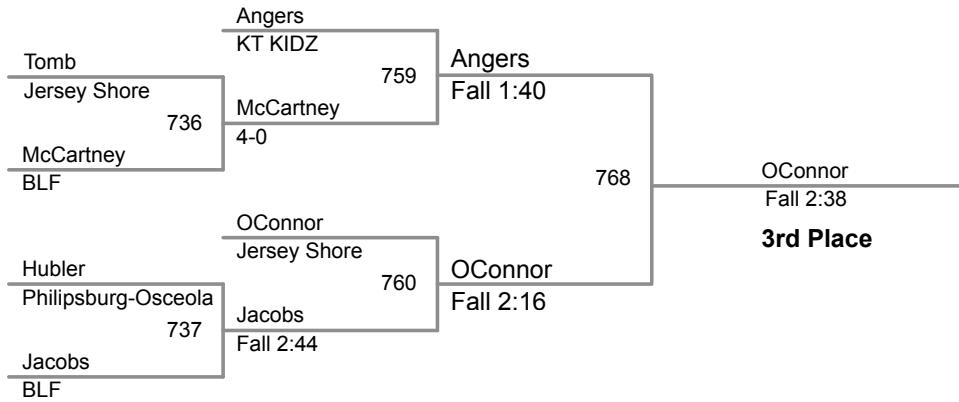 Angers
KT KIDZ
Tomb
Jersey Shore
759
Angers
Fall 1:40
736
McCartney
4-0
McCartney
BLF
768
OConnor
Fall 2:38
3rd Place
OConnor
Jersey Shore
Hubler
Philipsburg-Osceola
760
OConnor
Fall 2:16
737
Jacobs
Fall 2:44
Jacobs
BLF